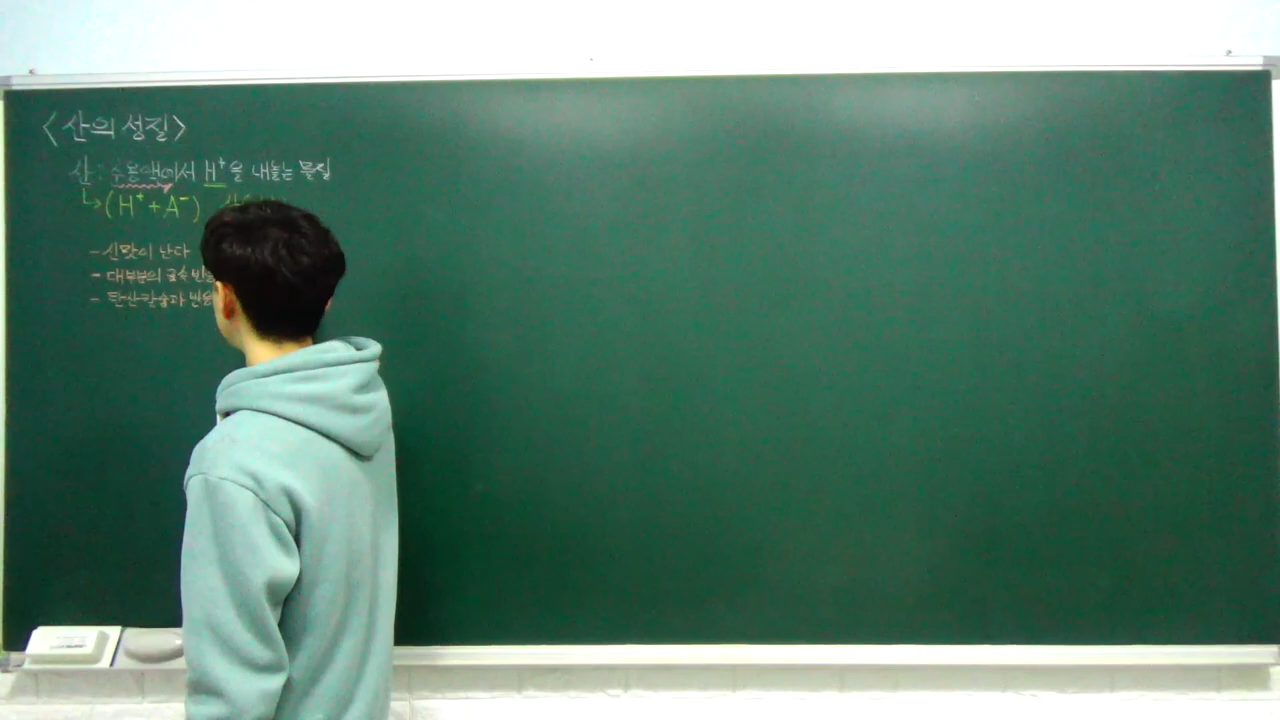 <산의 성질>
산 : 수용액에서 H⁺을 내놓는 물질
↳ (H⁺ + A⁻)
- 신맛이 난다
- 대부분의 금속 반응
- 탄산칼슘과 반응